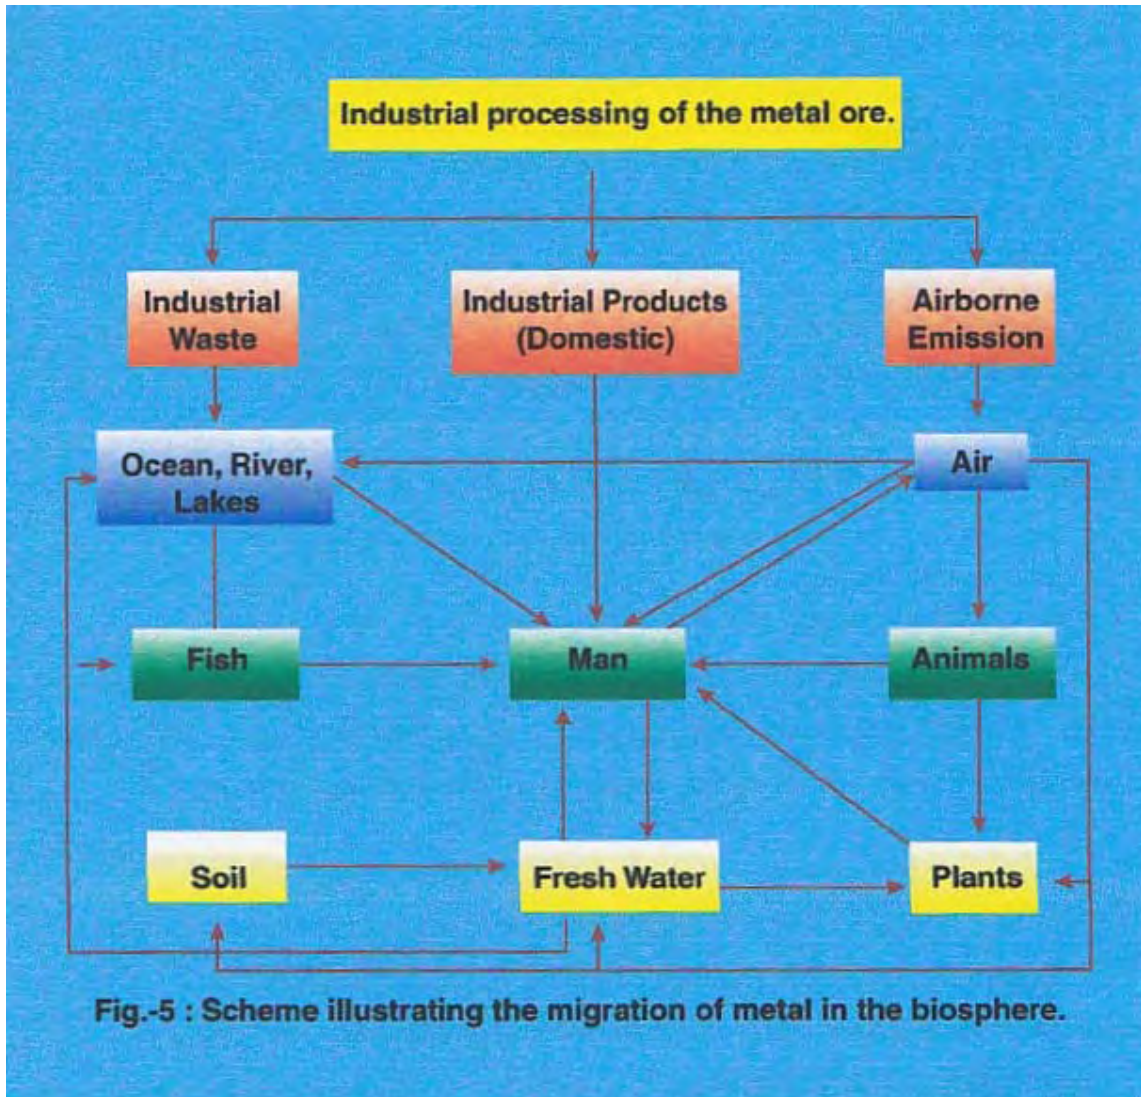 Industrial processing of the metal ore.
Industrial
Waste
Industrial Products
(Domestic)
Airborne
Emission
Ocean, River,
Lakes
Air
Fish
Man
Animals
Soil
Fresh Water
Plants
Fig.-5 : Scheme illustrating the migration of metal in the biosphere.